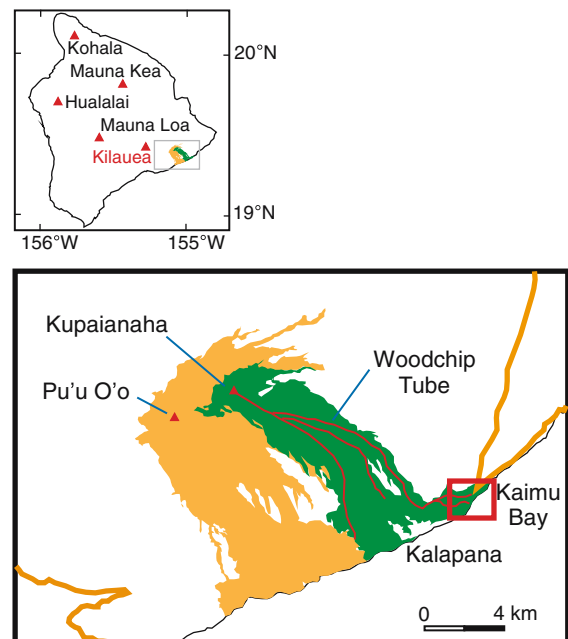 20°N
Kohala
Mauna Kea
Hualalai
Mauna Loa
Kilauea
19°N
156°W
155°W
Kupaianaha
Woodchip
Tube
Pu'u O'o
Kaimu
Bay
Kalapana
0
4 km